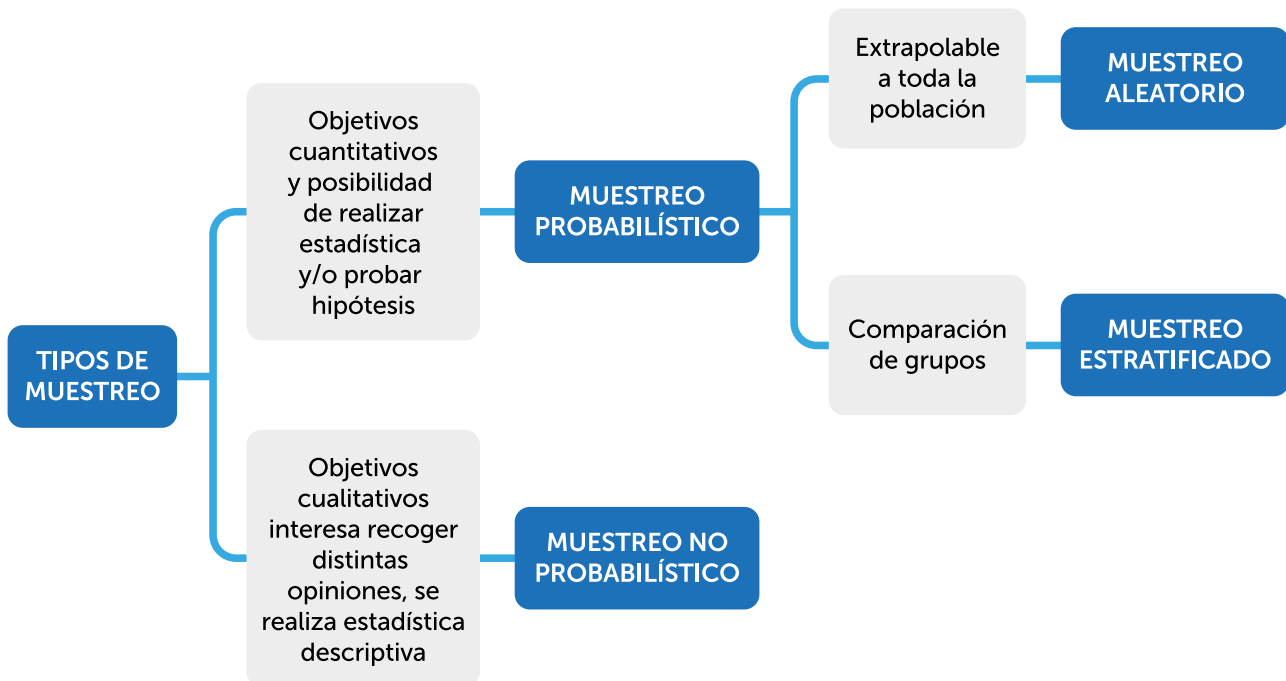 TIPOS DE
MUESTREO
Objetivos
cuantitativos
y posibilidad
de realizar
estadística
y/o probar
hipótesis
MUESTREO
PROBABILÍSTICO
Extrapolable
a toda la
población
MUESTREO
ALEATORIO
Comparación
de grupos
MUESTREO
ESTRATIFICADO
Objetivos
cualitativos
interesa recoger
distintas
opiniones, se
realiza estadística
descriptiva
MUESTREO NO
PROBABILÍSTICO